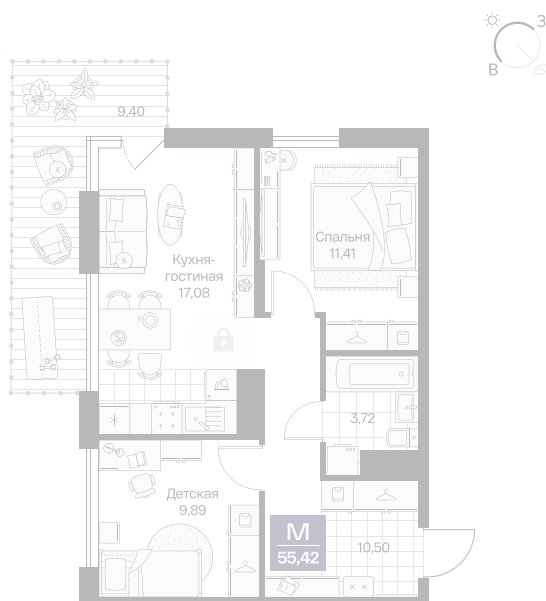 З
В
9,40
Спальня
11,41
Кухня-
гостиная
17,08
3,72
Детская
9,89
М
55,42
10,50